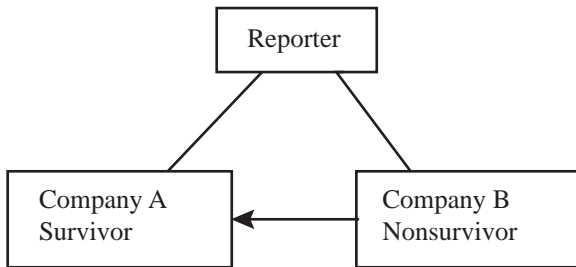 Reporter
Company A
Survivor
Company B
Nonsurvivor